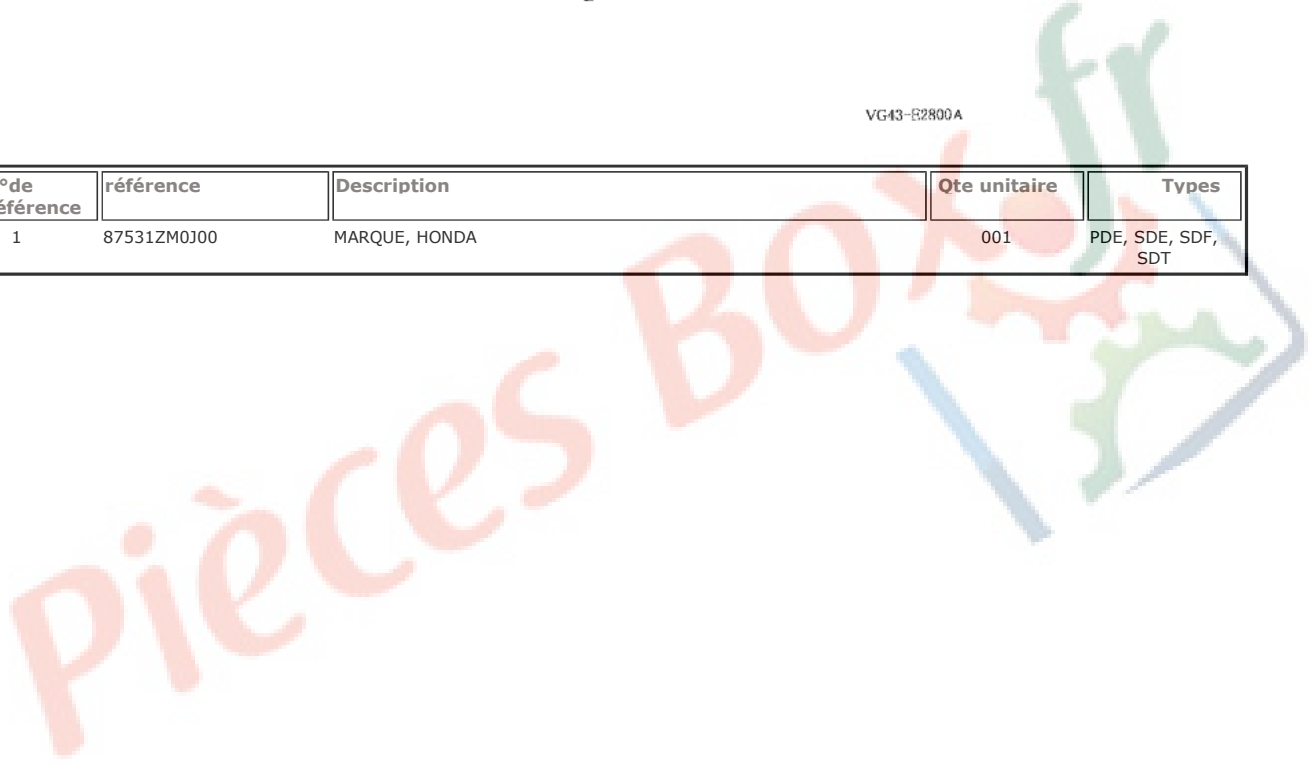 VG43-E2800A
°de référence Description Qte unitaire Types
éférence
1 87531ZM0J00 MARQUE, HONDA 001 PDE, SDE, SDF,
SDT
Pièces Box.fr